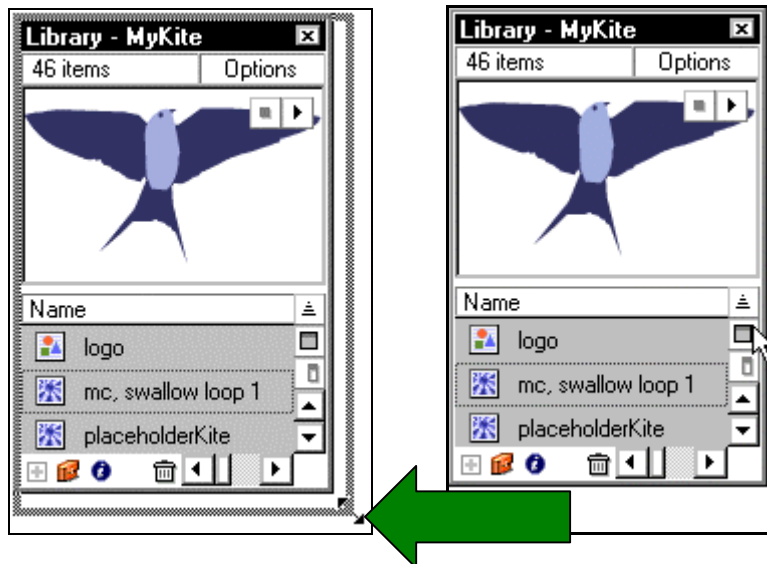 Library - MyKite
46 items Options
Name
logo
mc, swallow loop 1
placeholderKite
Library - MyKite
46 items Options
Name
logo
mc, swallow loop 1
placeholderKite